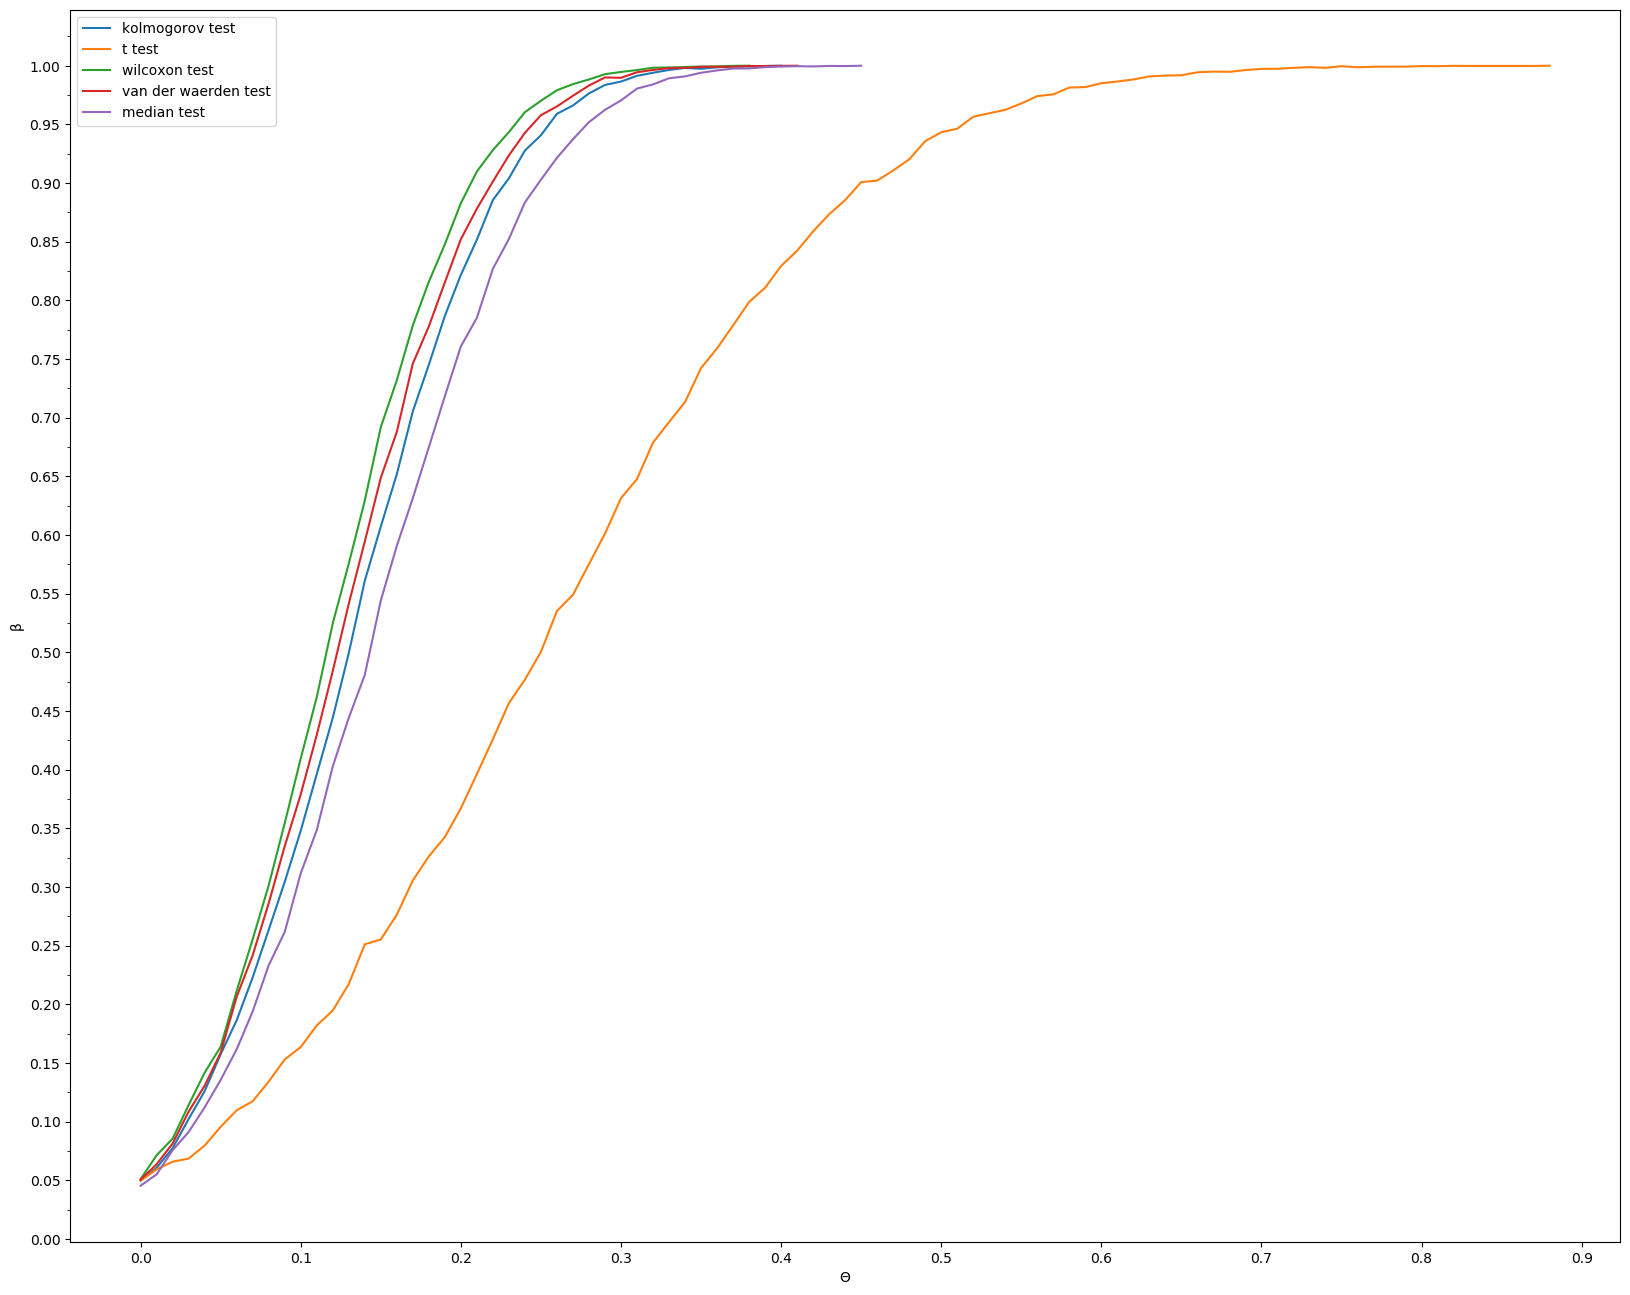 kolmogorov test
t test
wilcoxon test
van der waerden test
median test
1.00
0.95
0.90
0.85
0.80
0.75
0.70
0.65
0.60
0.55
0.50
0.45
0.40
0.35
0.30
0.25
0.20
0.15
0.10
0.05
0.00
β
0.0 0.1 0.2 0.3 0.4 0.5 0.6 0.7 0.8 0.9
Θ